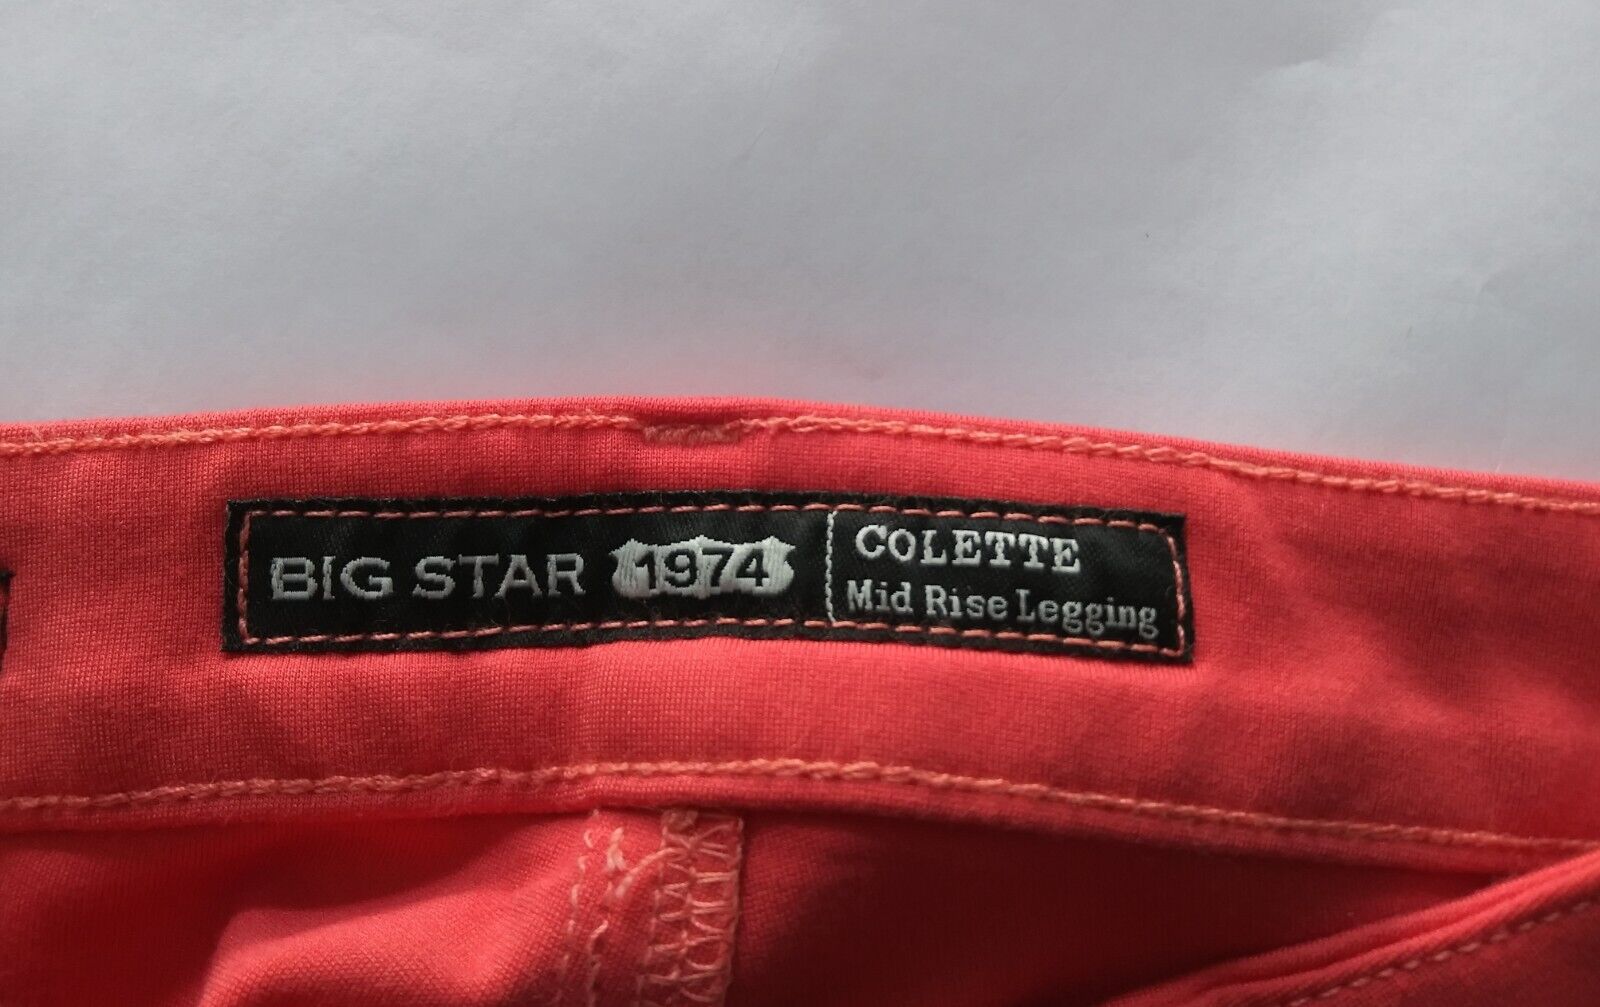 BIG STAR 1974
COLETTE
Mid Rise Legging